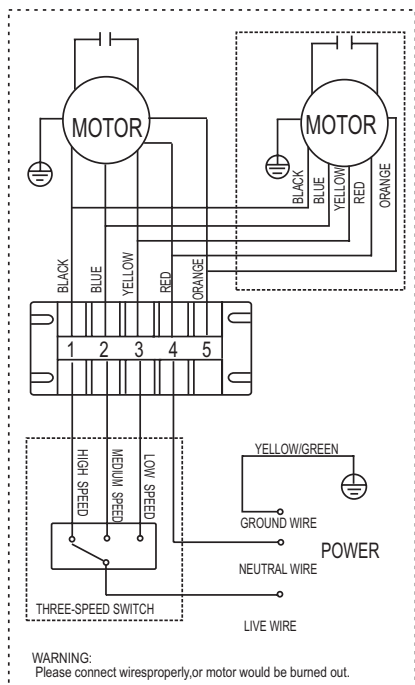 MOTOR
MOTOR
BLACK
BLUE
YELLOW
RED
ORANGE
BLACK
BLUE
YELLOW
RED
ORANGE
1 2 3 4 5
HIGH SPEED
MEDIUM SPEED
LOW SPEED
THREE-SPEED SWITCH
YELLOW/GREEN
GROUND WIRE
POWER
NEUTRAL WIRE
LIVE WIRE
WARNING:
Please connect wiresproperly,or motor would be burned out.